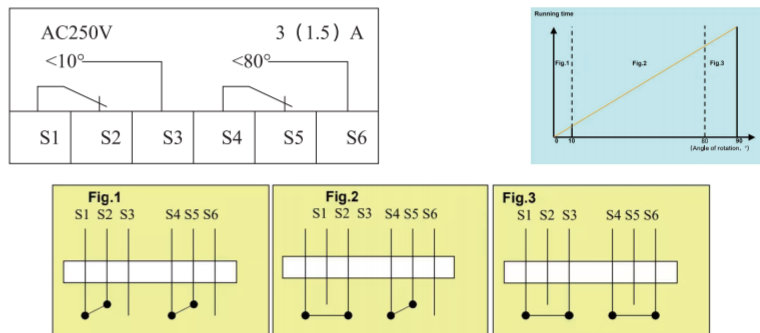 AC250V 3（1.5）A
<10° <80°
S1 S2 S3 S4 S5 S6
Running time
Fig.1 Fig.2 Fig.3
0 10 80 90
(Angle of rotation, °)
Fig.1
S1 S2 S3 S4 S5 S6
Fig.2
S1 S2 S3 S4 S5 S6
Fig.3
S1 S2 S3 S4 S5 S6